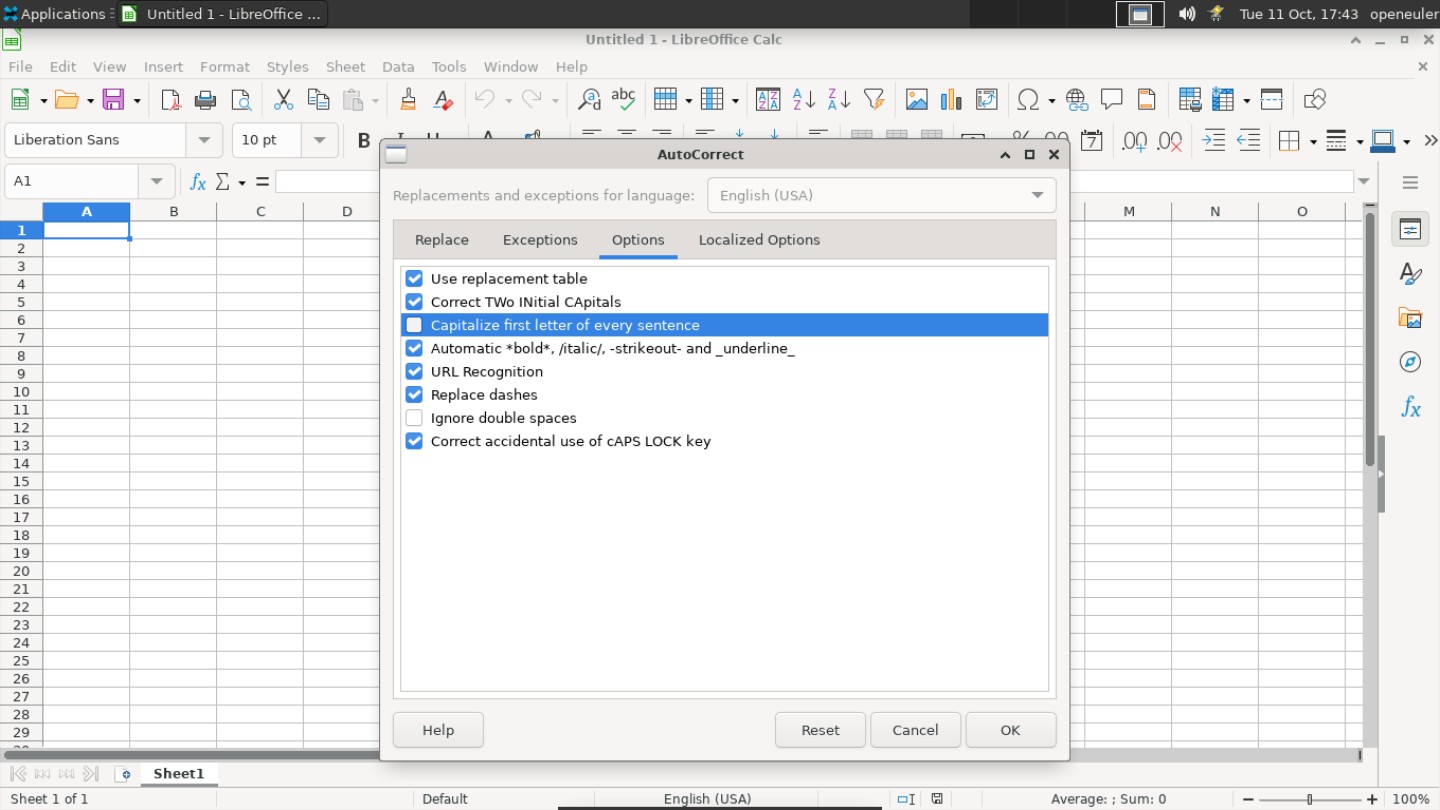 Applications
Untitled 1 - LibreOffice ...
Tue 11 Oct, 17:43
openeuler
Untitled 1 - LibreOffice Calc
File Edit View Insert Format Styles Sheet Data Tools Window Help
Liberation Sans
10 pt
A1
AutoCorrect
Replacements and exceptions for language:
English (USA)
Replace
Exceptions
Options
Localized Options
Use replacement table
Correct TWo INitial CApitals
Capitalize first letter of every sentence
Automatic *bold*, /italic/, -strikeout- and _underline_
URL Recognition
Replace dashes
Ignore double spaces
Correct accidental use of cAPS LOCK key
Help
Reset
Cancel
OK
A B C D M N O
1
2
3
4
5
6
7
8
9
10
11
12
13
14
15
16
17
18
19
20
21
22
23
24
25
26
27
28
29
Sheet1
Sheet 1 of 1
Default
English (USA)
Average: ; Sum: 0
100%